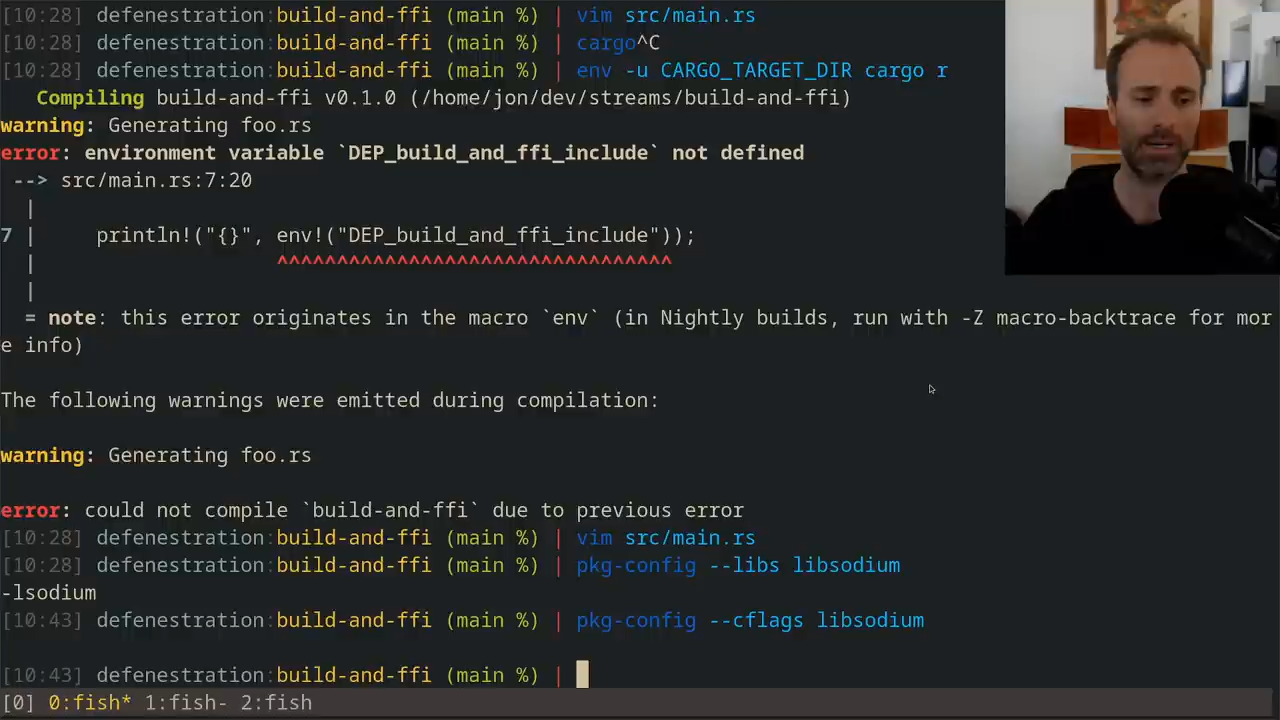 [10:28] defenestration:build-and-ffi (main %) | vim src/main.rs
[10:28] defenestration:build-and-ffi (main %) | cargo^C
[10:28] defenestration:build-and-ffi (main %) | env -u CARGO_TARGET_DIR cargo r
   Compiling build-and-ffi v0.1.0 (/home/jon/dev/streams/build-and-ffi)
warning: Generating foo.rs
error: environment variable `DEP_build_and_ffi_include` not defined
 --> src/main.rs:7:20
  |
7 |     println!("{}", env!("DEP_build_and_ffi_include"));
  |                    ^^^^^^^^^^^^^^^^^^^^^^^^^^^^^^^^^
  |
  = note: this error originates in the macro `env` (in Nightly builds, run with -Z macro-backtrace for mor
e info)
The following warnings were emitted during compilation:
warning: Generating foo.rs
error: could not compile `build-and-ffi` due to previous error
[10:28] defenestration:build-and-ffi (main %) | vim src/main.rs
[10:28] defenestration:build-and-ffi (main %) | pkg-config --libs libsodium
-lsodium
[10:43] defenestration:build-and-ffi (main %) | pkg-config --cflags libsodium
[10:43] defenestration:build-and-ffi (main %) |
[0] 0:fish* 1:fish- 2:fish